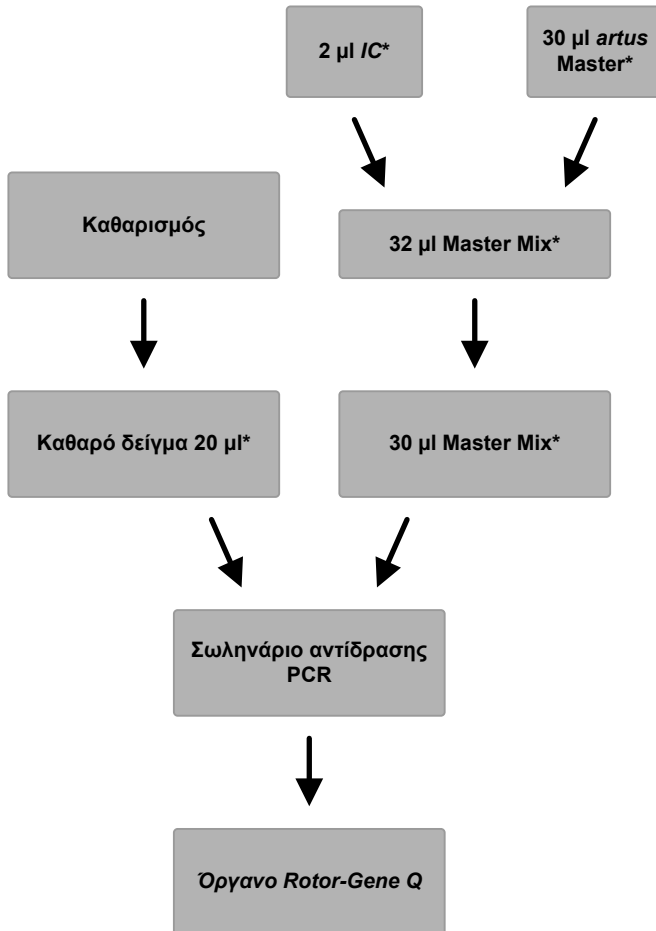 2 µl IC*
30 µl artus
Master*
Καθαρισμός
32 µl Master Mix*
Καθαρό δείγμα 20 µl*
30 µl Master Mix*
Σωληνάριο αντίδρασης
PCR
Όργανο Rotor-Gene Q